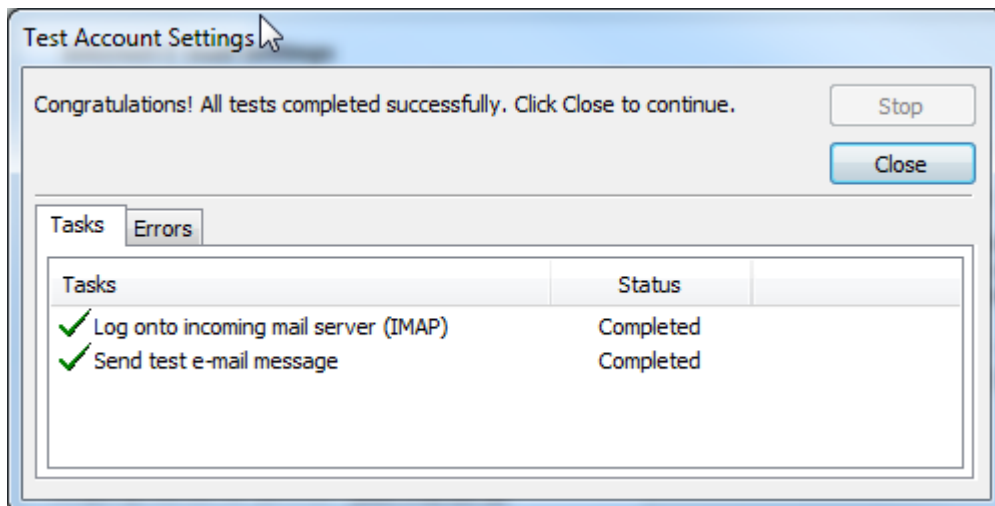 Test Account Settings
Congratulations! All tests completed successfully. Click Close to continue.
Stop
Close
Tasks
Errors
Tasks Status
Log onto incoming mail server (IMAP) Completed
Send test e-mail message Completed